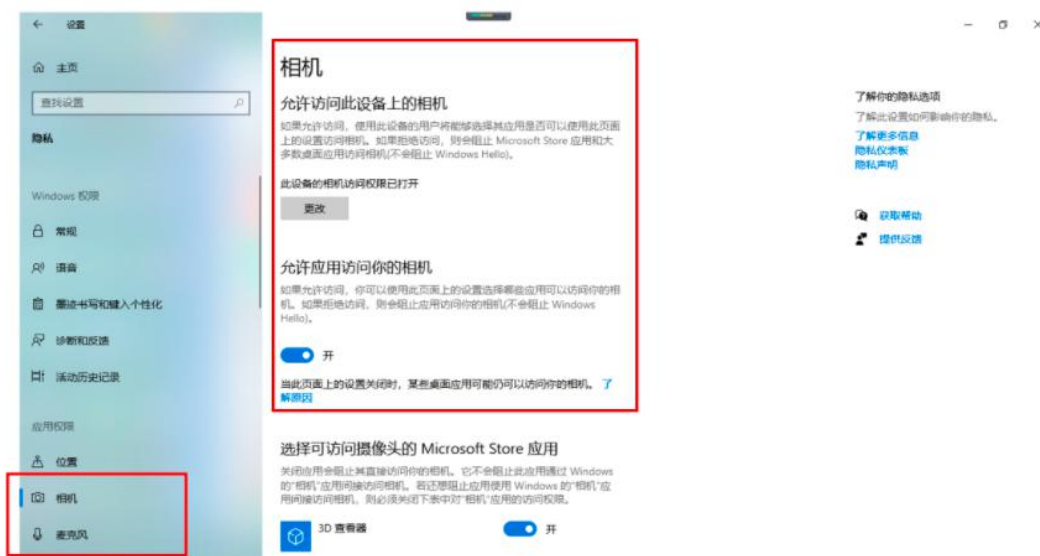 设置
主页
查找设置
隐私
Windows 权限
常规
语音
墨迹书写和键入个性化
诊断和反馈
活动历史记录
应用权限
位置
相机
麦克风
相机
允许访问此设备上的相机
如果允许访问，使用此设备的用户将能够选择其应用是否可以使用此页面
上的设置访问相机。如果拒绝访问，则会阻止 Microsoft Store 应用和大
多数桌面应用访问相机(不会阻止 Windows Hello)。
此设备的相机访问权限已打开
更改
允许应用访问你的相机
如果允许访问，你可以使用此页面上的设置选择哪些应用可以访问你的相
机。如果拒绝访问，则会阻止应用访问你的相机(不会阻止 Windows
Hello)。
开
当此页面上的设置关闭时，某些桌面应用可能仍可以访问你的相机。 了
解原因
选择可访问摄像头的 Microsoft Store 应用
关闭应用会阻止其直接访问你的相机。它不会阻止此应用通过 Windows
的"相机"应用间接访问相机。若还想阻止应用使用 Windows 的"相机"应
用间接访问相机，则必须关闭下表中对"相机"应用的访问权限。
3D 查看器
开
了解你的隐私选项
了解此设置如何影响你的隐私。
了解更多信息
隐私仪表板
隐私声明
获取帮助
提供反馈